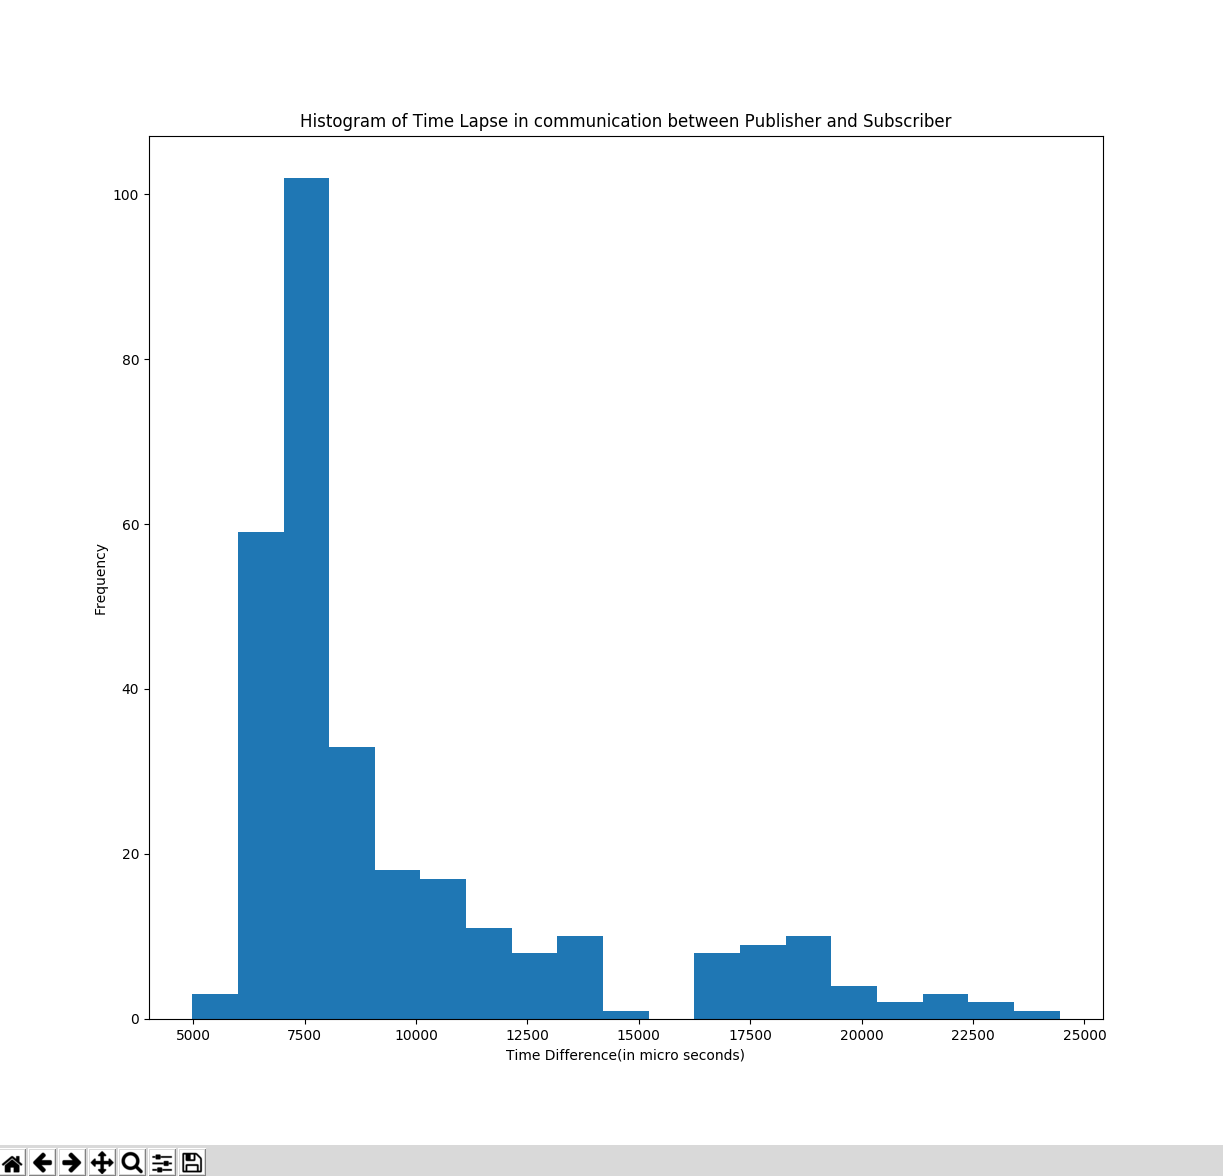 Histogram of Time Lapse in communication between Publisher and Subscriber
100
80
60
40
20
0
Frequency
5000 7500 10000 12500 15000 17500 20000 22500 25000
Time Difference(in micro seconds)